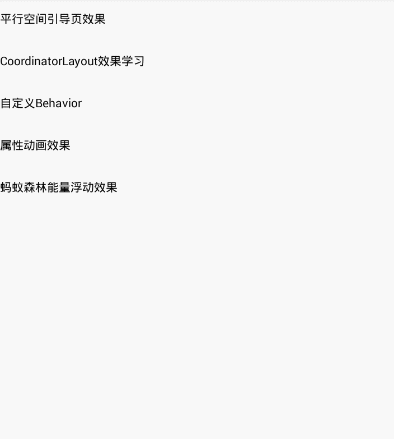 平行空间引导页效果
CoordinatorLayout效果学习
自定义Behavior
属性动画效果
蚂蚁森林能量浮动效果